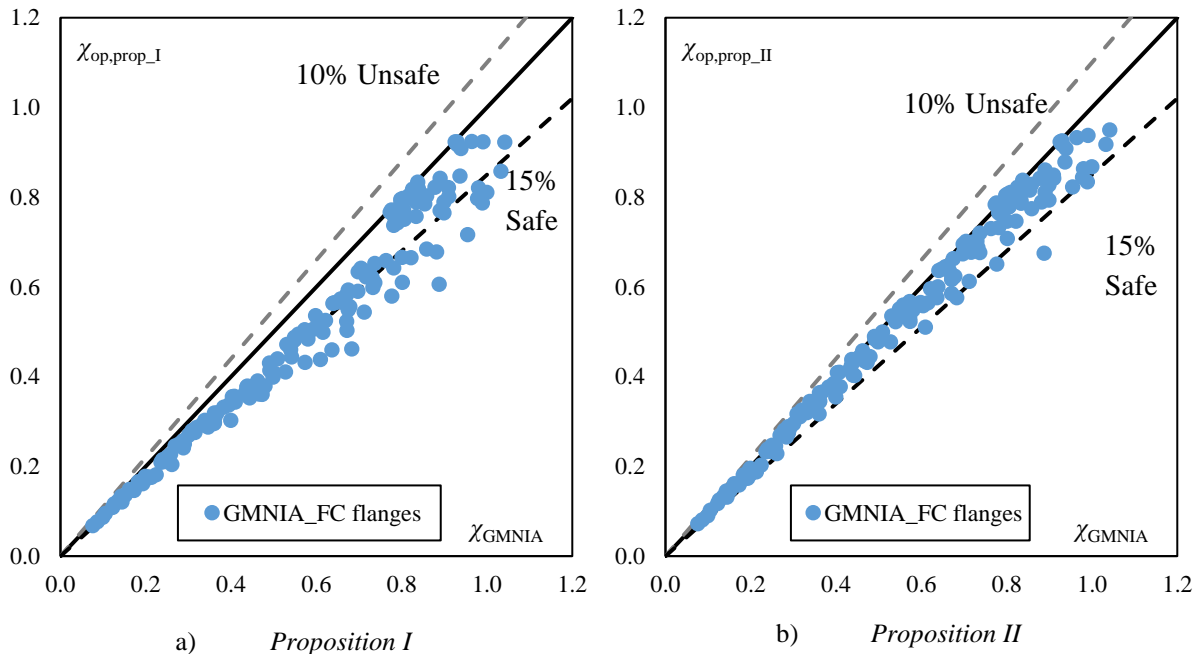 1.2
χop,prop_I
10% Unsafe
1.0
15%
Safe
0.8
0.6
0.4
0.2
GMNIA_FC flanges
χGMNIA
0.0
0.0 0.2 0.4 0.6 0.8 1.0 1.2
a) Proposition I
1.2
χop,prop_II
10% Unsafe
1.0
0.8
15%
Safe
0.6
0.4
0.2
GMNIA_FC flanges
χGMNIA
0.0
0.0 0.2 0.4 0.6 0.8 1.0 1.2
b) Proposition II